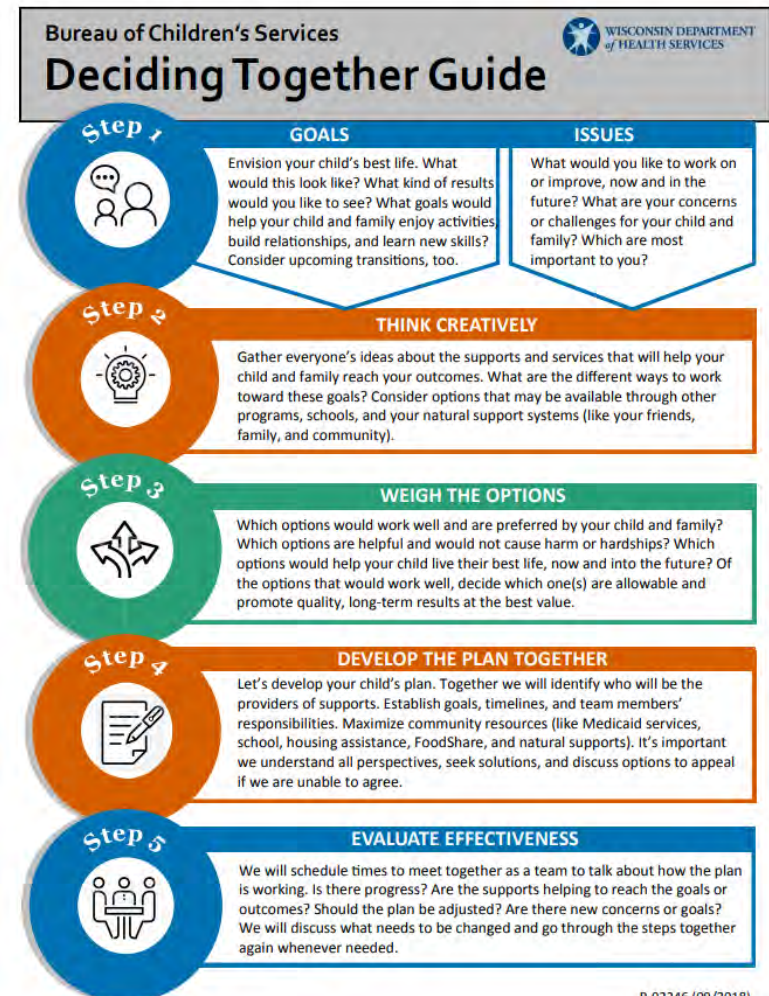 Bureau of Children's Services
WISCONSIN DEPARTMENT
of HEALTH SERVICES
Deciding Together Guide
Step 1
GOALS
Envision your child's best life. What
would this look like? What kind of results
would you like to see? What goals would
help your child and family enjoy activities,
build relationships, and learn new skills?
Consider upcoming transitions, too.
ISSUES
What would you like to work on
or improve, now and in the
future? What are your concerns
or challenges for your child and
family? Which are most
important to you?
Step 2
THINK CREATIVELY
Gather everyone's ideas about the supports and services that will help your
child and family reach your outcomes. What are the different ways to work
toward these goals? Consider options that may be available through other
programs, schools, and your natural support systems (like your friends,
family, and community).
Step 3
WEIGH THE OPTIONS
Which options would work well and are preferred by your child and family?
Which options are helpful and would not cause harm or hardships? Which
options would help your child live their best life, now and into the future? Of
the options that would work well, decide which one(s) are allowable and
promote quality, long-term results at the best value.
Step 4
DEVELOP THE PLAN TOGETHER
Let's develop your child's plan. Together we will identify who will be the
providers of supports. Establish goals, timelines, and team members'
responsibilities. Maximize community resources (like Medicaid services,
school, housing assistance, FoodShare, and natural supports). It's important
we understand all perspectives, seek solutions, and discuss options to appeal
if we are unable to agree.
Step 5
EVALUATE EFFECTIVENESS
We will schedule times to meet together as a team to talk about how the plan
is working. Is there progress? Are the supports helping to reach the goals or
outcomes? Should the plan be adjusted? Are there new concerns or goals?
We will discuss what needs to be changed and go through the steps together
again whenever needed.